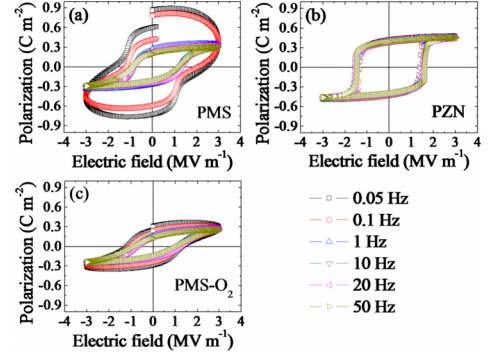 (a)
PMS
Polarization (C m⁻²)
0.9
0.6
0.3
0.0
-0.3
-0.6
-0.9
-4 -3 -2 -1 0 1 2 3 4
Electric field (MV m⁻¹)
(b)
PZN
Polarization (C m⁻²)
0.9
0.6
0.3
0.0
-0.3
-0.6
-0.9
-4 -3 -2 -1 0 1 2 3 4
Electric field (MV m⁻¹)
(c)
PMS-O₂
Polarization (C m⁻²)
0.9
0.6
0.3
0.0
-0.3
-0.6
-0.9
-4 -3 -2 -1 0 1 2 3 4
Electric field (MV m⁻¹)
0.05 Hz
0.1 Hz
1 Hz
10 Hz
20 Hz
50 Hz